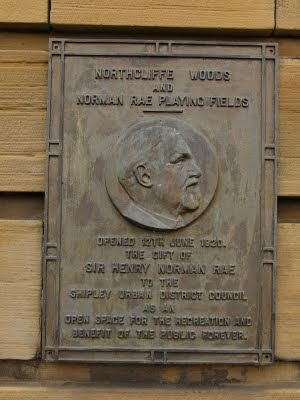 NORTHCLIFFE WOODS
AND
NORMAN RAE PLAYING FIELDS
OPENED 12TH JUNE 1920.
THE GIFT OF
SIR HENRY NORMAN RAE
TO THE
SHIPLEY URBAN DISTRICT COUNCIL
AS AN
OPEN SPACE FOR THE RECREATION AND
BENEFIT OF THE PUBLIC FOREVER.